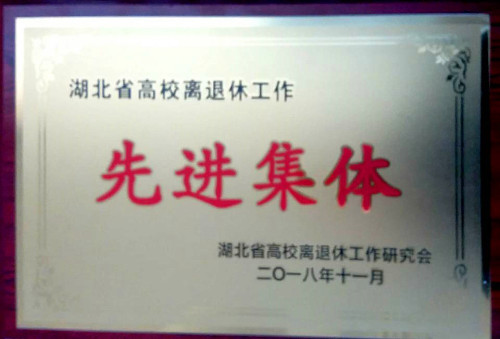 湖北省高校离退休工作
先进集体
湖北省高校离退休工作研究会
二〇一八年十一月